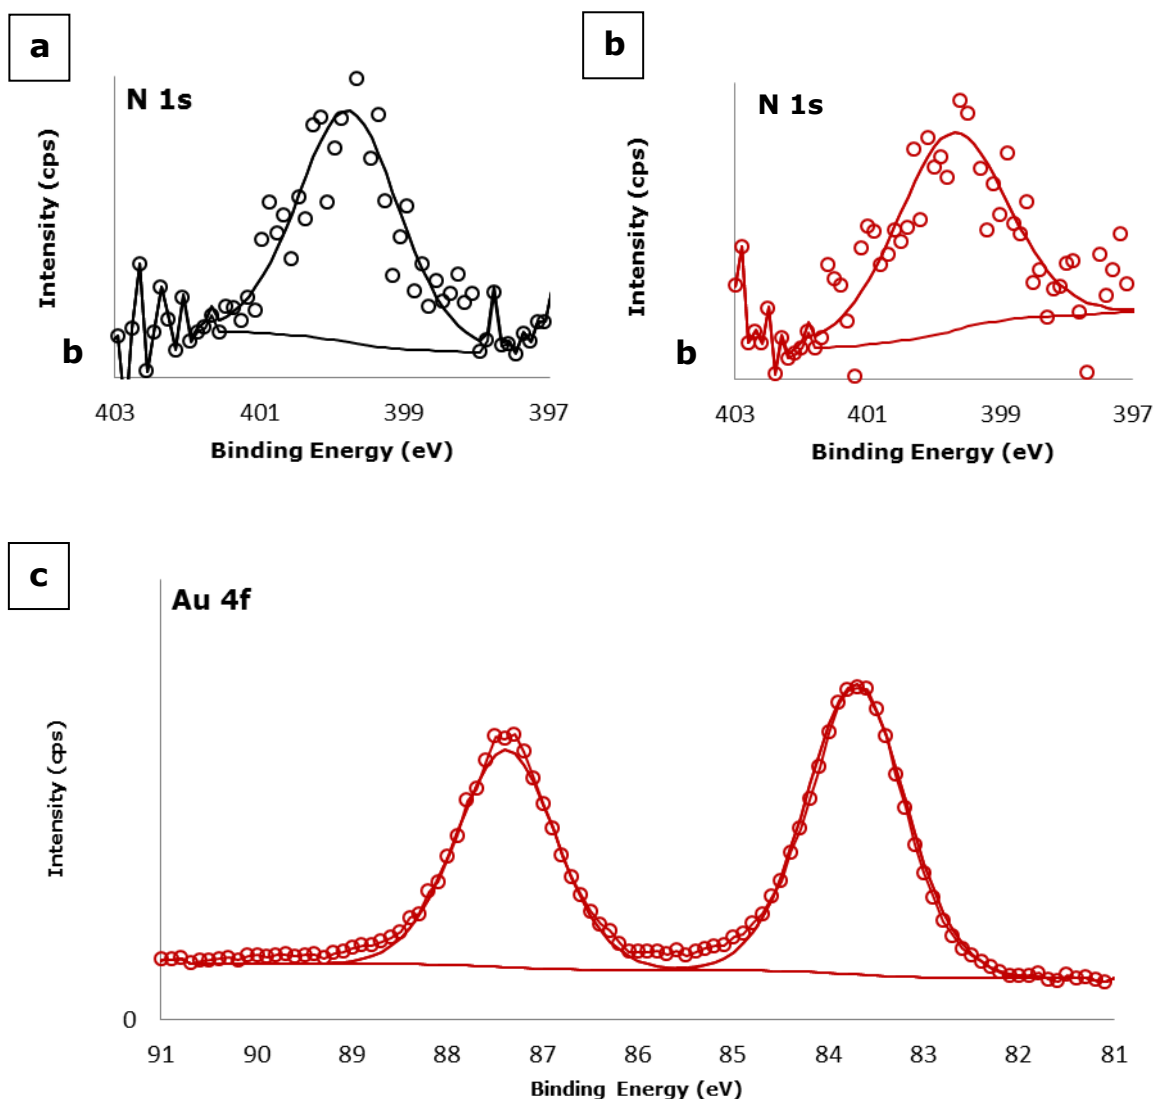 a
N 1s
Intensity (cps)
b
403 401 399 397
Binding Energy (eV)
b
N 1s
Intensity (cps)
b
403 401 399 397
Binding Energy (eV)
c
Au 4f
Intensity (cps)
0
91 90 89 88 87 86 85 84 83 82 81
Binding Energy (eV)